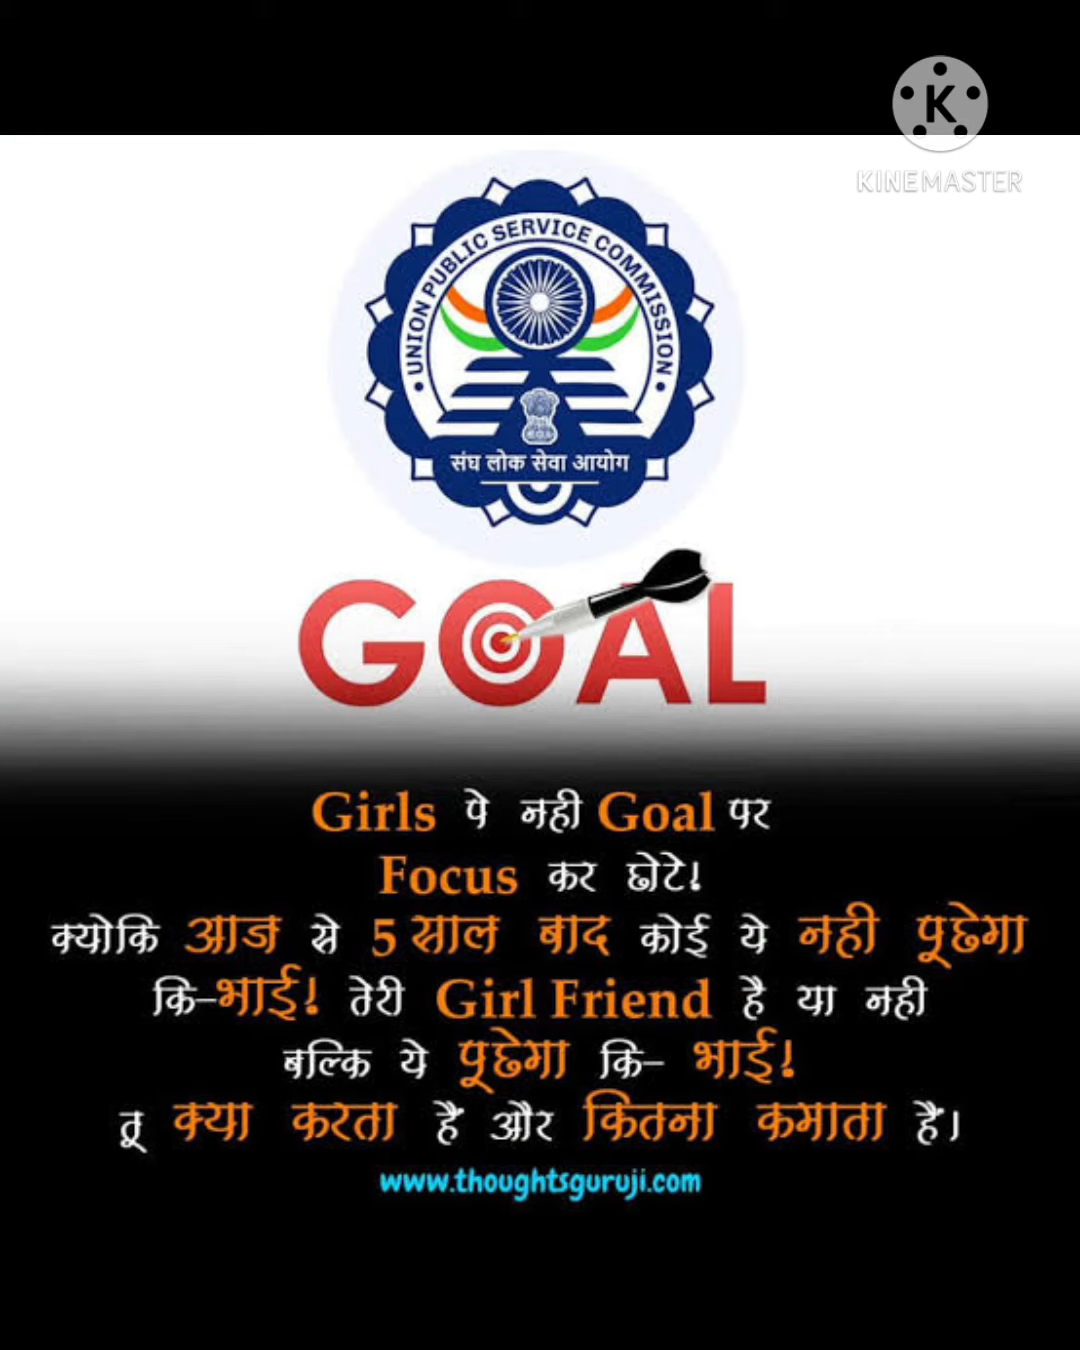 K
KINEMASTER
• UNION PUBLIC SERVICE COMMISSION •
संघ लोक सेवा आयोग
GOAL
Girls पे नही Goal पर
Focus कर छोटे!
क्योकि आज से 5 साल बाद कोई ये नही पूछेगा
कि-भाई! तेरी Girl Friend है या नही
बल्कि ये पूछेगा कि- भाई!
तू क्या करता है और कितना कमाता है।
www.thoughtsguruji.com